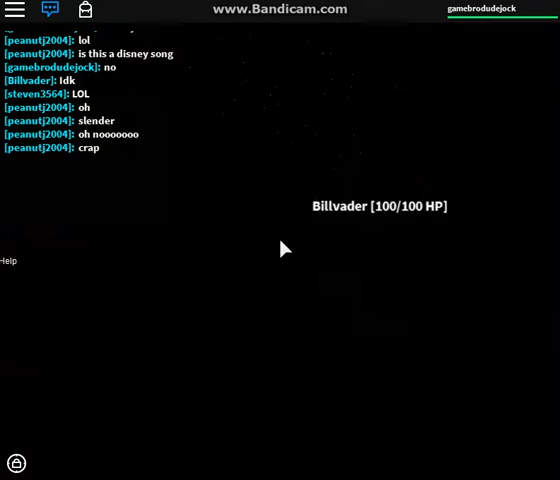 www.Bandicam.com
gamebrodudejock
[peanutj2004]: lol
[peanutj2004]: is this a disney song
[gamebrodudejock]: no
[Billvader]: Idk
[steven3564]: LOL
[peanutj2004]: oh
[peanutj2004]: slender
[peanutj2004]: oh nooooooo
[peanutj2004]: crap
Billvader [100/100 HP]
Help